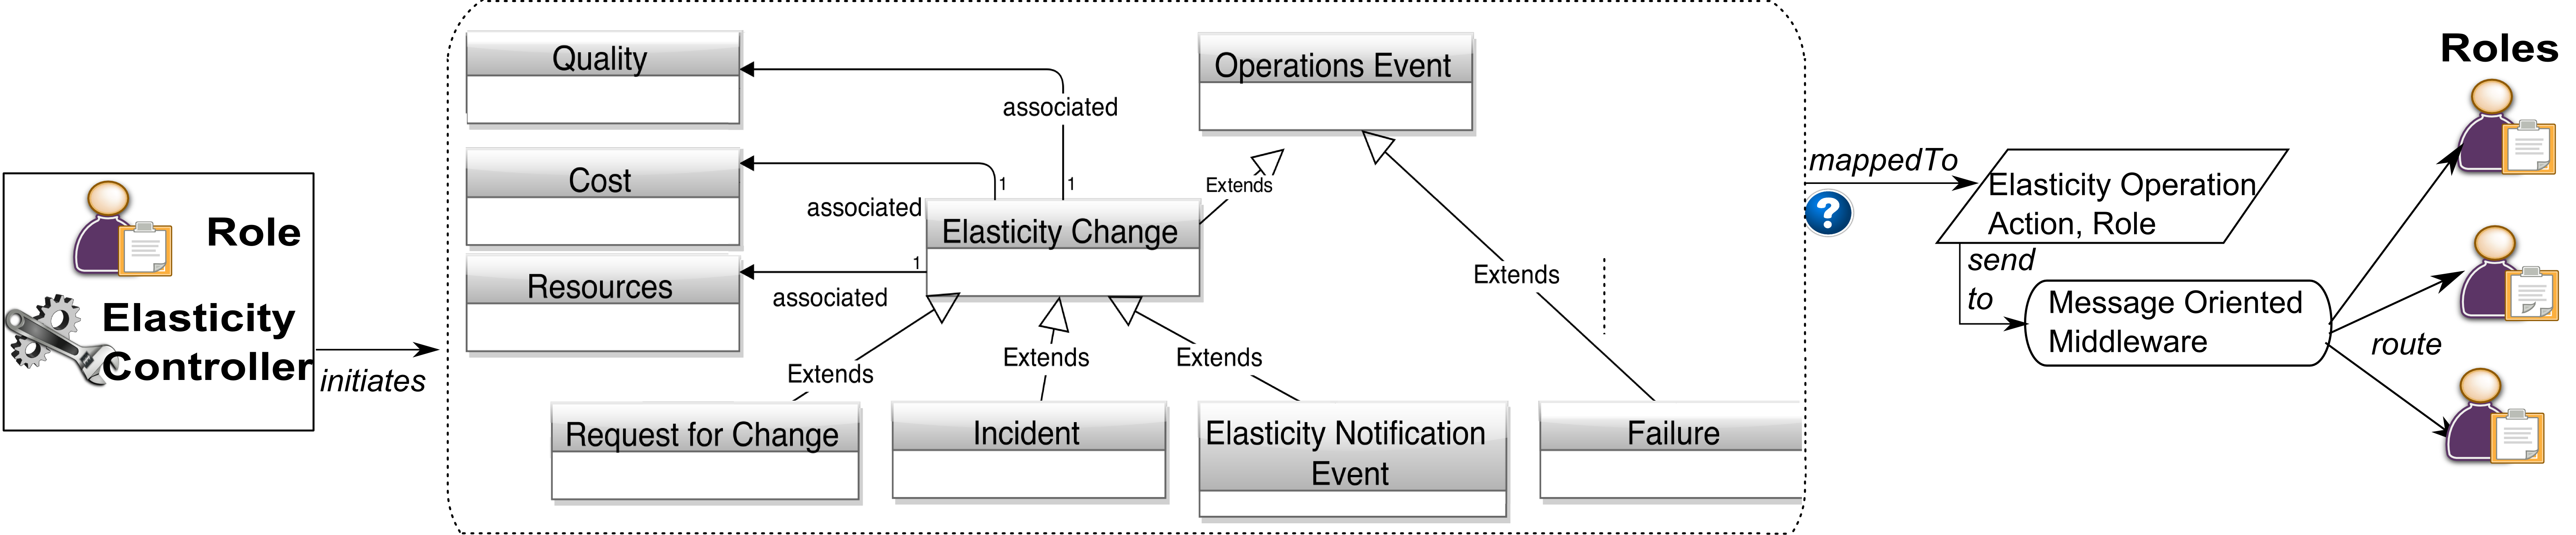 Role
Elasticity
Controller
initiates
Quality
Cost
Resources
associated
associated
associated
1
1
1
Operations Event
Extends
Elasticity Change
Extends
Extends
Extends
Extends
Request for Change
Incident
Elasticity Notification
Event
Failure
mappedTo
?
Elasticity Operation
Action, Role
send
to
Message Oriented
Middleware
route
Roles